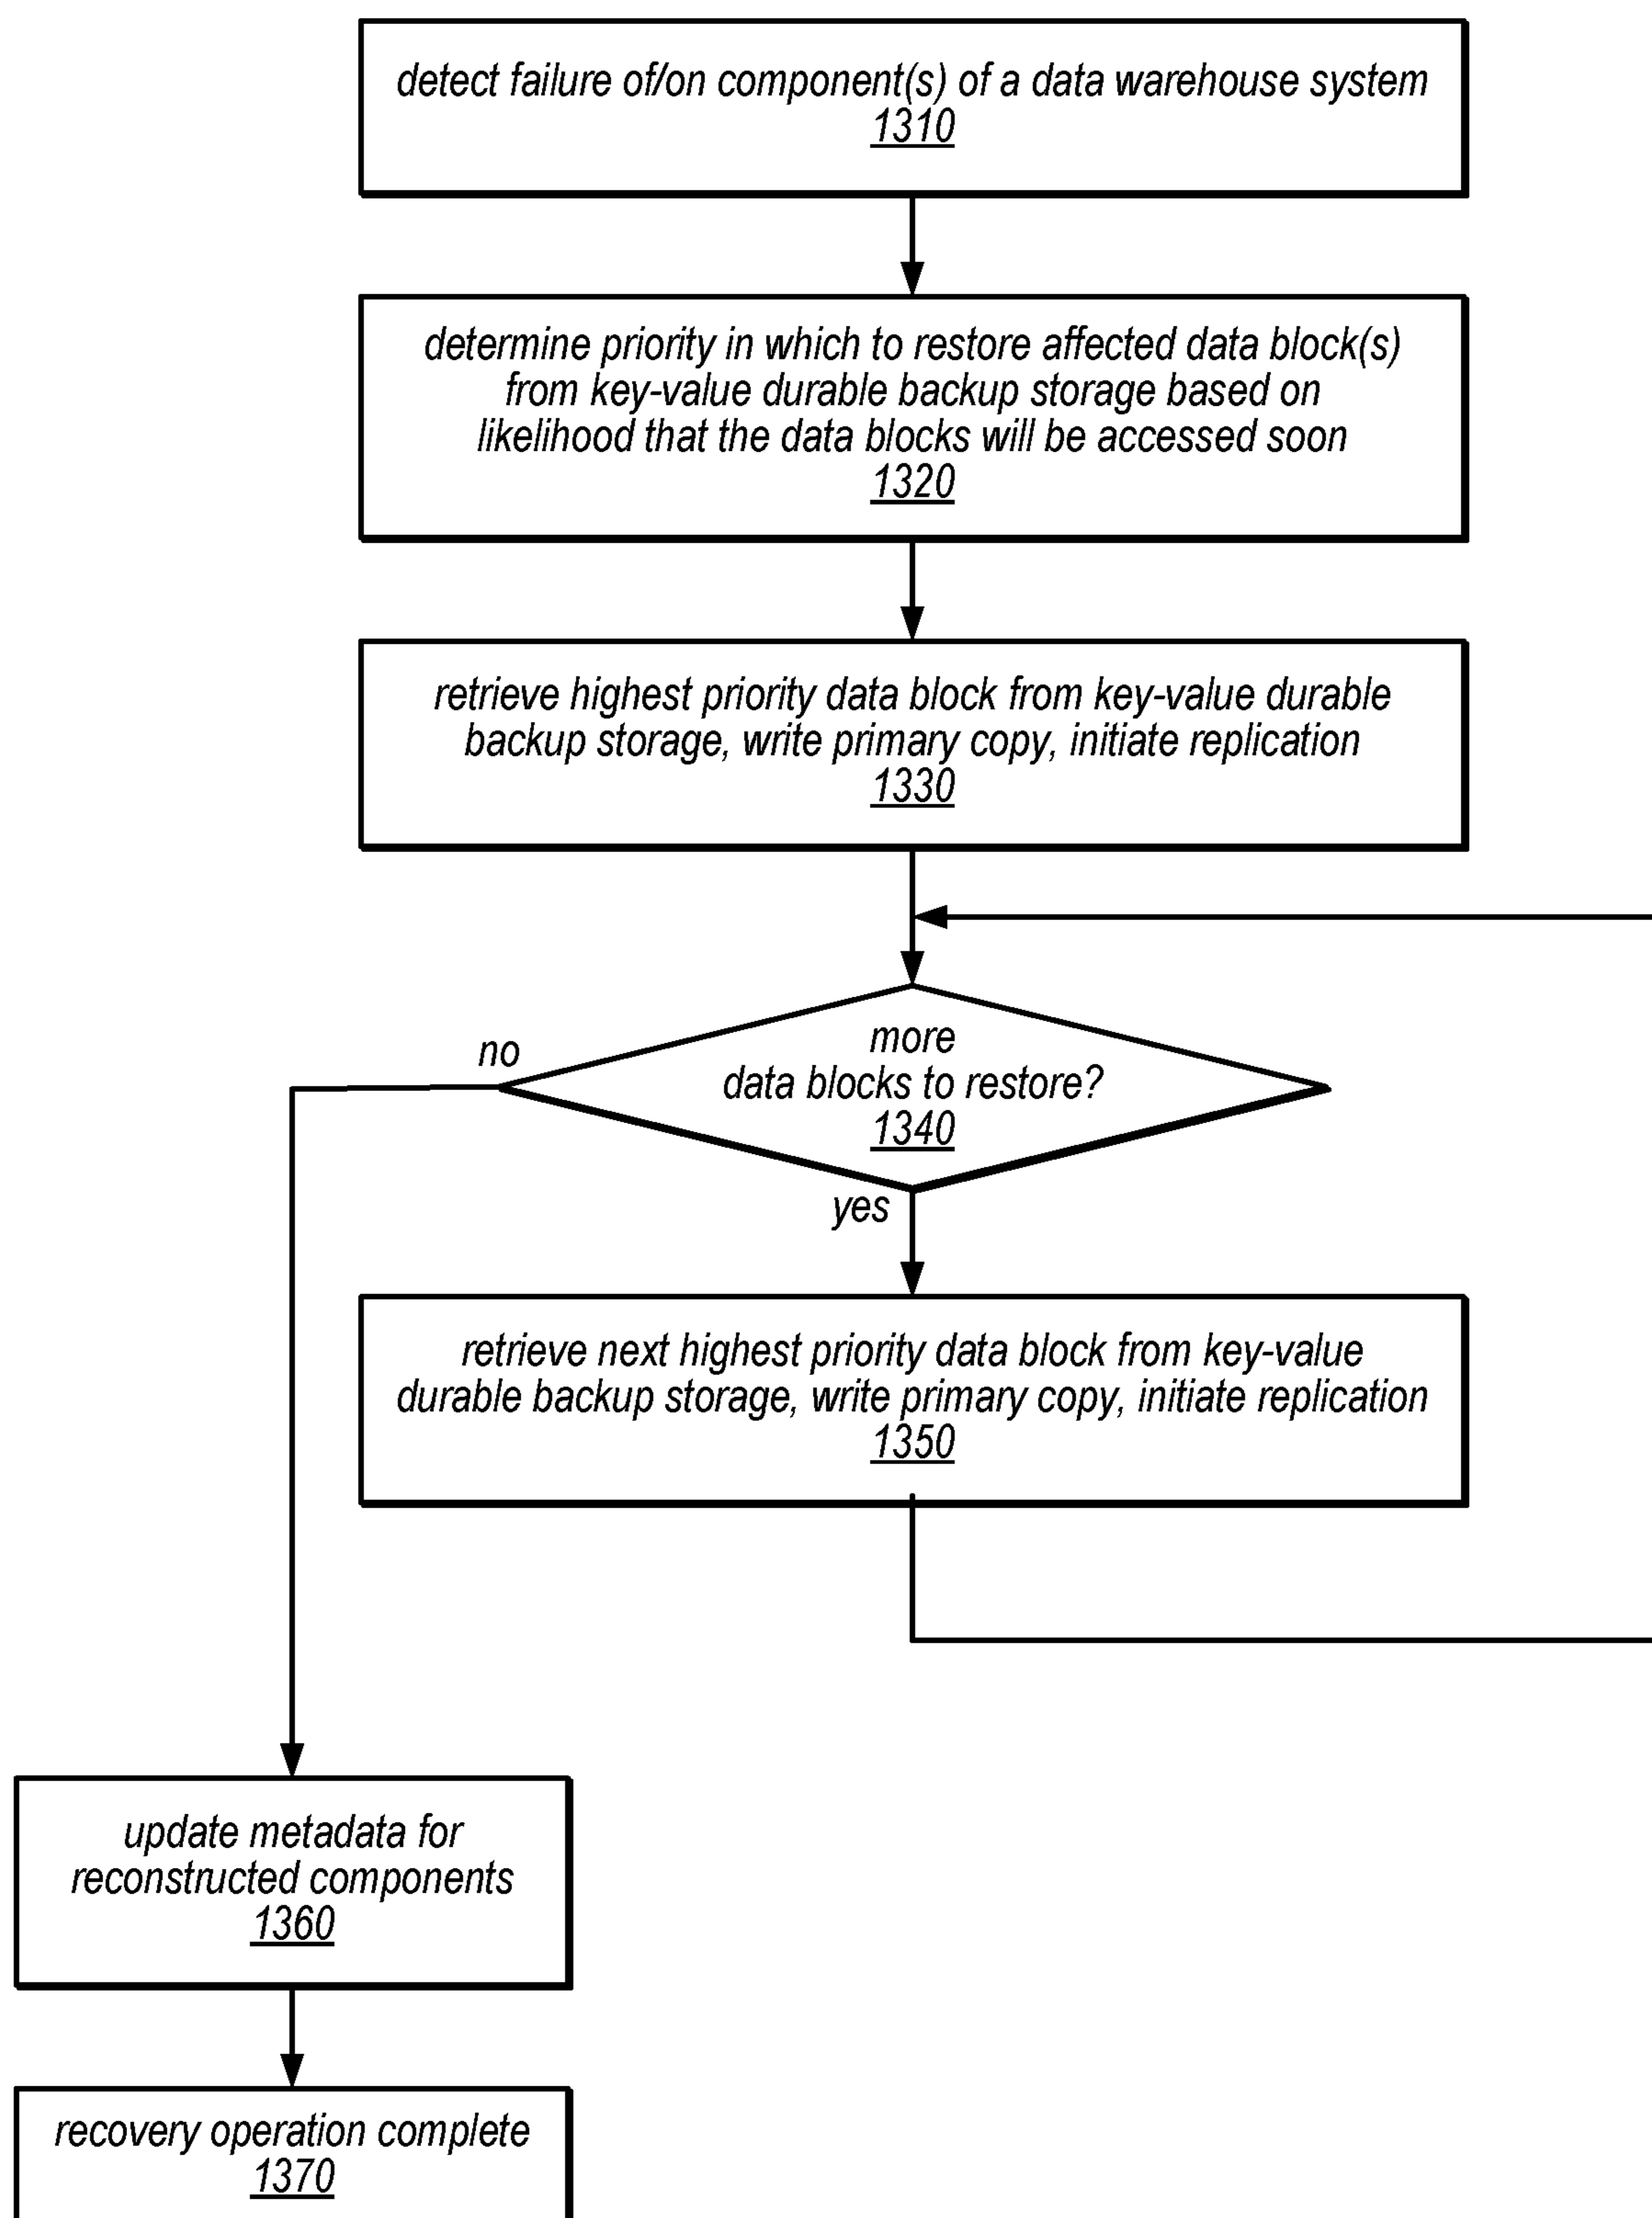 detect failure of/on component(s) of a data warehouse system
1310
determine priority in which to restore affected data block(s)
from key-value durable backup storage based on
likelihood that the data blocks will be accessed soon
1320
retrieve highest priority data block from key-value durable
backup storage, write primary copy, initiate replication
1330
no
more
data blocks to restore?
1340
yes
retrieve next highest priority data block from key-value
durable backup storage, write primary copy, initiate replication
1350
update metadata for
reconstructed components
1360
recovery operation complete
1370